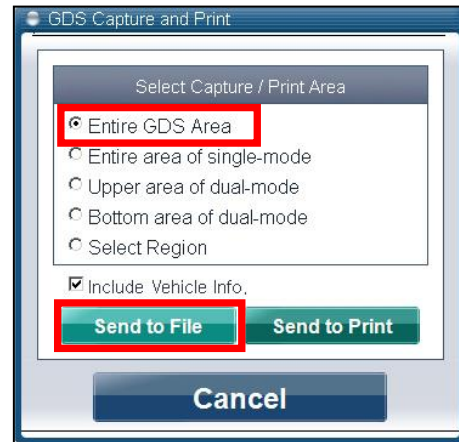 GDS Capture and Print
Select Capture / Print Area
Entire GDS Area
Entire area of single-mode
Upper area of dual-mode
Bottom area of dual-mode
Select Region
Include Vehicle Info.
Send to File
Send to Print
Cancel